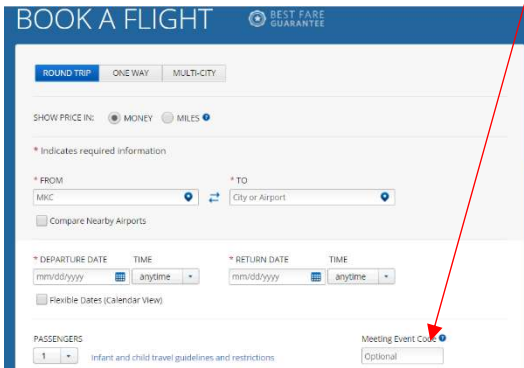 BOOK A FLIGHT BEST FARE GUARANTEE
ROUND TRIP ONE WAY MULTI-CITY
SHOW PRICE IN: MONEY MILES ?
* Indicates required information
* FROM * TO
MKC City or Airport
Compare Nearby Airports
* DEPARTURE DATE TIME * RETURN DATE TIME
mm/dd/yyyy anytime mm/dd/yyyy anytime
Flexible Dates (Calendar View)
PASSENGERS Meeting Event Code ?
1 Infant and child travel guidelines and restrictions Optional